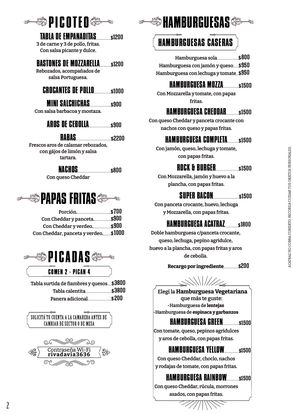 PICOTEO
TABLA DE EMPANADITAS $1200
3 de carne y 3 de pollo, fritas.
Con salsa picante y dulce.
BASTONES DE MOZZARELLA $1200
Rebozados, acompañados de
salsa Portuguesa.
CROCANTES DE POLLO $1000
MINI SALCHICHAS $900
Con salsa barbacoa y mostaza.
AROS DE CEBOLLA $900
RABAS $2200
Frescos aros de calamar rebozados,
con gajos de limón y salsa
tartara.
NACHOS $800
Con queso Cheddar
PAPAS FRITAS
Porción $700
Con Cheddar y panceta. $900
Con Cheddar y verdeo. $900
Con Cheddar, panceta y verdeo. $1000
PICADAS
COMEN 2 - PICAN 4
Tabla surtida de fiambres y quesos $3800
Tabla calentita $3800
Panera adicional $200
SOLICITA TU CUENTA A LA CAMARERA ANTES DE
CAMBIAR DE SECTOR O DE MESA
Contraseña Wi-Fi
rivadavia3636
2
HAMBURGUESAS
HAMBURGUESAS CASERAS
Hamburguesa sola $800
Hamburguesa con jamón y queso $950
Hamburguesa con lechuga y tomate $950
HAMBURGUESA MOZZA $1500
Con Mozzarella y tomate, con papas
fritas.
HAMBURGUESA CHEDDAR $1500
Con queso Cheddar y panceta crocante con
nachos con queso y papas fritas.
HAMBURGUESA COMPLETA $1500
Con jamón, queso, lechuga y tomate,
con papas fritas.
ROCK & BURGER $1500
Con Mozzarella, jamón y huevo a la
plancha, con papas fritas.
SUPER BACON $1500
Con panceta crocante, huevo, lechuga
y Mozzarella, con papas fritas.
HAMBURGUESA ACATRAZ $1800
Doble hamburguesa c/panceta crocante,
queso, lechuga, pepino agridulce,
huevo a la plancha, con papas fritas y aros
de cebolla.
Recargo por ingrediente $200
Elegí la Hamburguesa Vegetariana
que más te guste:
-Hamburguesa de lentejas
-Hamburguesa de espinaca y garbanzos
HAMBURGUESA GREEN $1500
Con tomate, queso, pepinos agridulces
y aros de cebolla, con papas fritas.
HAMBURGUESA YELLOW $1500
Con queso Cheddar, choclo, nachos
y rodajas de tomate, con papas fritas.
HAMBURGUESA RAINBOW $1500
Con queso Cheddar, rúcula, morrones
asados, con papas fritas.